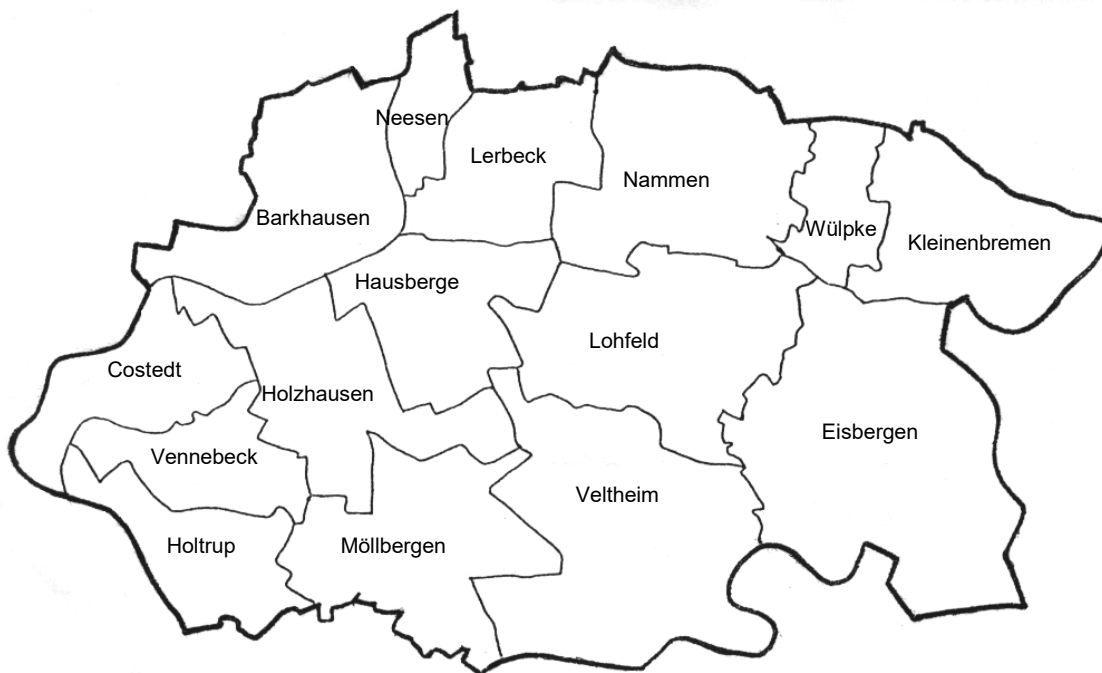 Neesen
Lerbeck
Nammen
Barkhausen
Wülpke
Kleinenbremen
Hausberge
Lohfeld
Costedt
Holzhausen
Eisbergen
Vennebeck
Veltheim
Holtrup
Möllbergen